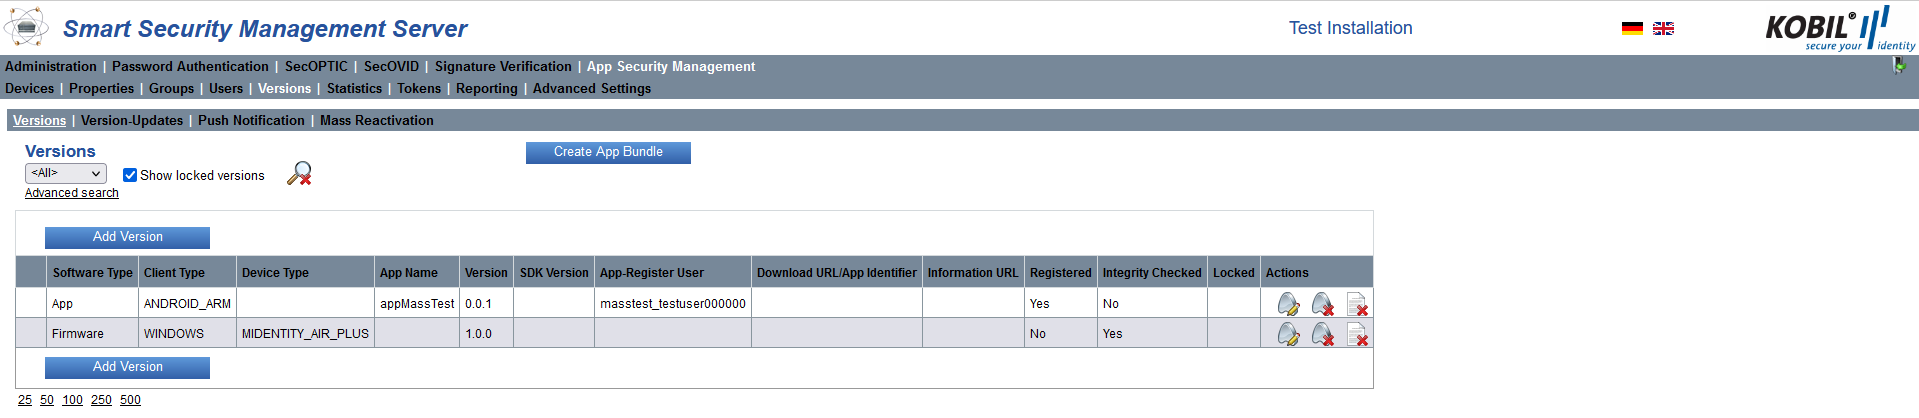 Smart Security Management Server
Test Installation
KOBIL®
secure your identity
Administration | Password Authentication | SecOPTIC | SecOVID | Signature Verification | App Security Management
Devices | Properties | Groups | Users | Versions | Statistics | Tokens | Reporting | Advanced Settings
Versions | Version-Updates | Push Notification | Mass Reactivation
Versions
Create App Bundle
<All> Show locked versions
Advanced search
Add Version
Software Type Client Type Device Type App Name Version SDK Version App-Register User Download URL/App Identifier Information URL Registered Integrity Checked Locked Actions
App ANDROID_ARM appMassTest 0.0.1 masstest_testuser000000 Yes No
Firmware WINDOWS MIDENTITY_AIR_PLUS 1.0.0 No Yes
Add Version
25 50 100 250 500